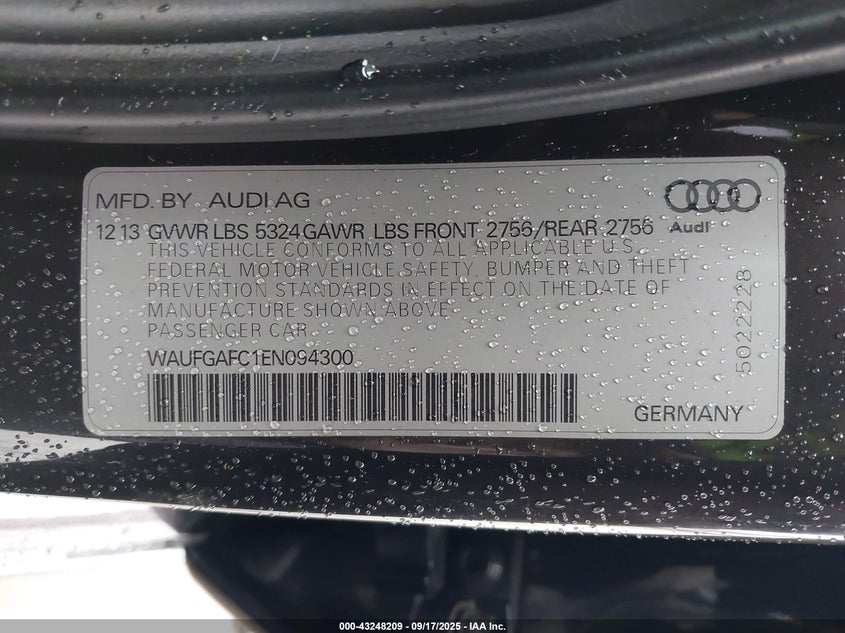 MFD. BY AUDI AG
12 13 GVWR LBS 5324 GAWR LBS FRONT 2756/REAR 2756
Audi
THIS VEHICLE CONFORMS TO ALL APPLICABLE U.S.
FEDERAL MOTOR VEHICLE SAFETY, BUMPER AND THEFT
PREVENTION STANDARDS IN EFFECT ON THE DATE OF
MANUFACTURE SHOWN ABOVE
PASSENGER CAR
WAUFGAFC1EN094300
5022228
GERMANY
000-43248209 - 09/17/2025 - IAA Inc.